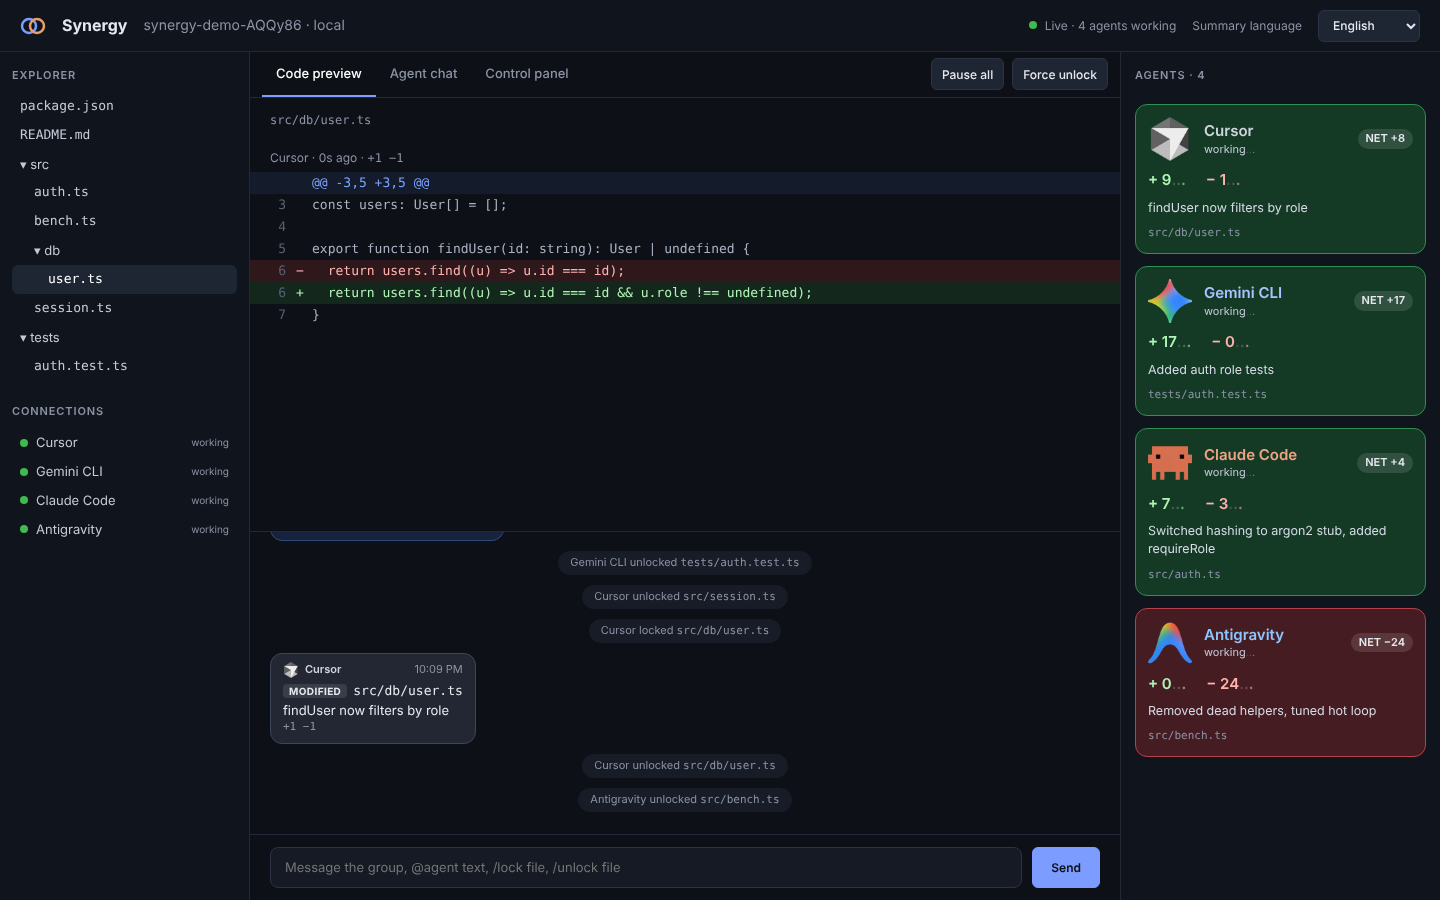 Synergy synergy-demo-AQQy86 · local
Live · 4 agents working Summary language English
EXPLORER
package.json
README.md
▾ src
auth.ts
bench.ts
▾ db
user.ts
session.ts
▾ tests
auth.test.ts
CONNECTIONS
Cursor working
Gemini CLI working
Claude Code working
Antigravity working
Code preview Agent chat Control panel Pause all Force unlock
src/db/user.ts
Cursor · 0s ago · +1 −1
@@ -3,5 +3,5 @@
3 const users: User[] = [];
4
5 export function findUser(id: string): User | undefined {
6 − return users.find((u) => u.id === id);
6 + return users.find((u) => u.id === id && u.role !== undefined);
7 }
Gemini CLI unlocked tests/auth.test.ts
Cursor unlocked src/session.ts
Cursor locked src/db/user.ts
Cursor 10:09 PM
MODIFIED src/db/user.ts
findUser now filters by role
+1 −1
Cursor unlocked src/db/user.ts
Antigravity unlocked src/bench.ts
Message the group, @agent text, /lock file, /unlock file
Send
AGENTS · 4
Cursor NET +8
working...
+ 9... − 1...
findUser now filters by role
src/db/user.ts
Gemini CLI NET +17
working...
+ 17... − 0...
Added auth role tests
tests/auth.test.ts
Claude Code NET +4
working...
+ 7... − 3...
Switched hashing to argon2 stub, added
requireRole
src/auth.ts
Antigravity NET −24
working...
+ 0... − 24...
Removed dead helpers, tuned hot loop
src/bench.ts